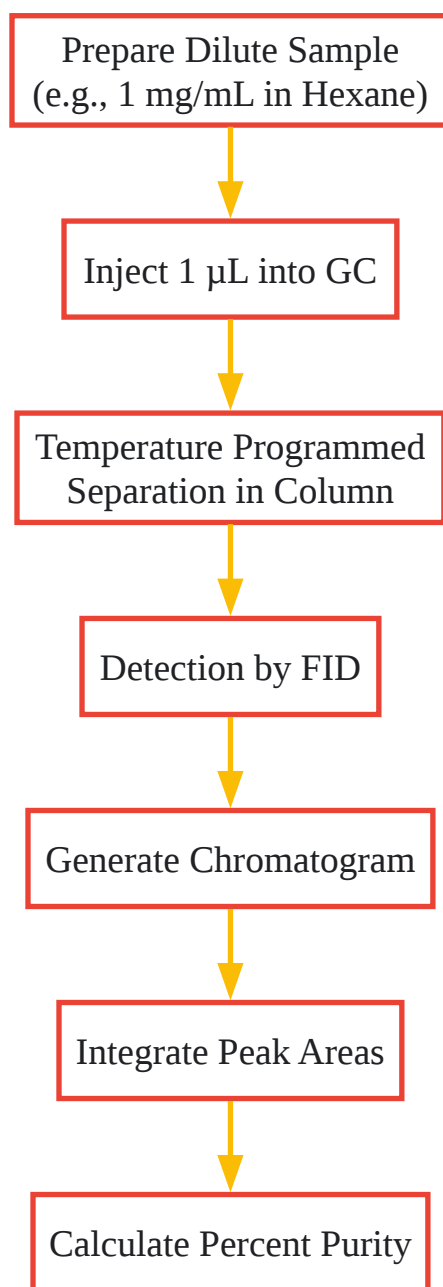 Prepare Dilute Sample
(e.g., 1 mg/mL in Hexane)
Inject 1 µL into GC
Temperature Programmed
Separation in Column
Detection by FID
Generate Chromatogram
Integrate Peak Areas
Calculate Percent Purity